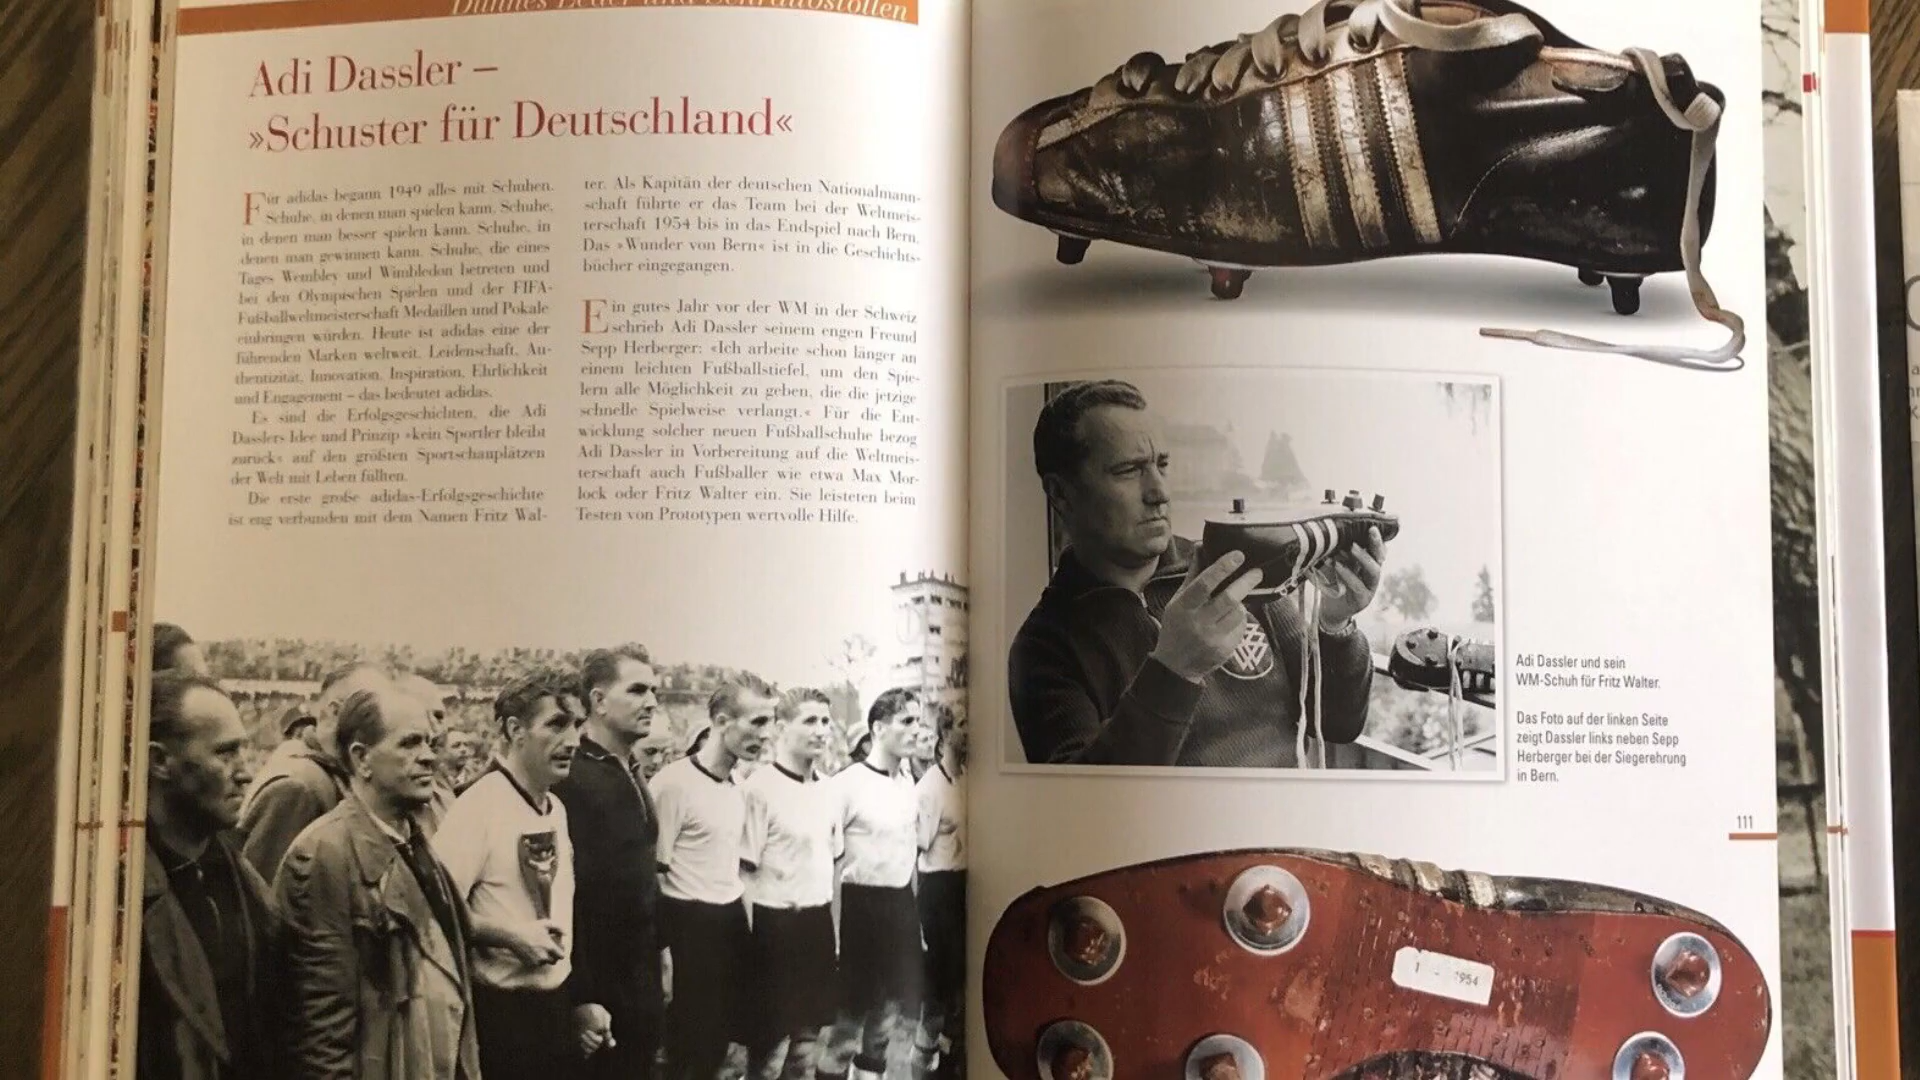 Dünnes Leder und Schraubstollen
Adi Dassler –
»Schuster für Deutschland«
Für adidas begann 1949 alles mit Schuhen.
Schuhe, in denen man spielen kann. Schuhe,
in denen man besser spielen kann. Schuhe, in
denen man gewinnen kann. Schuhe, die eines
Tages Wembley und Wimbledon betreten und
bei den Olympischen Spielen und der FIFA-
Fußballweltmeisterschaft Medaillen und Pokale
einbringen würden. Heute ist adidas eine der
führenden Marken weltweit. Leidenschaft, Au-
thentizität, Innovation, Inspiration, Ehrlichkeit
und Engagement – das bedeutet adidas.
Es sind die Erfolgsgeschichten, die Adi
Dasslers Idee und Prinzip »kein Sportler bleibt
zurück« auf den größten Sportschauplätzen
der Welt mit Leben füllten.
Die erste große adidas-Erfolgsgeschichte
ist eng verbunden mit dem Namen Fritz Wal-
ter. Als Kapitän der deutschen Nationalmann-
schaft führte er das Team bei der Weltmeis-
terschaft 1954 bis in das Endspiel nach Bern.
Das »Wunder von Bern« ist in die Geschichts-
bücher eingegangen.
Ein gutes Jahr vor der WM in der Schweiz
schrieb Adi Dassler seinem engen Freund
Sepp Herberger: «Ich arbeite schon länger an
einem leichten Fußballstiefel, um den Spie-
lern alle Möglichkeit zu geben, die die jetzige
schnelle Spielweise verlangt.« Für die Ent-
wicklung solcher neuen Fußballschuhe bezog
Adi Dassler in Vorbereitung auf die Weltmeis-
terschaft auch Fußballer wie etwa Max Mor-
lock oder Fritz Walter ein. Sie leisteten beim
Testen von Prototypen wertvolle Hilfe.
Adi Dassler und sein
WM-Schuh für Fritz Walter.
Das Foto auf der linken Seite
zeigt Dassler links neben Sepp
Herberger bei der Siegerehrung
in Bern.
111
954